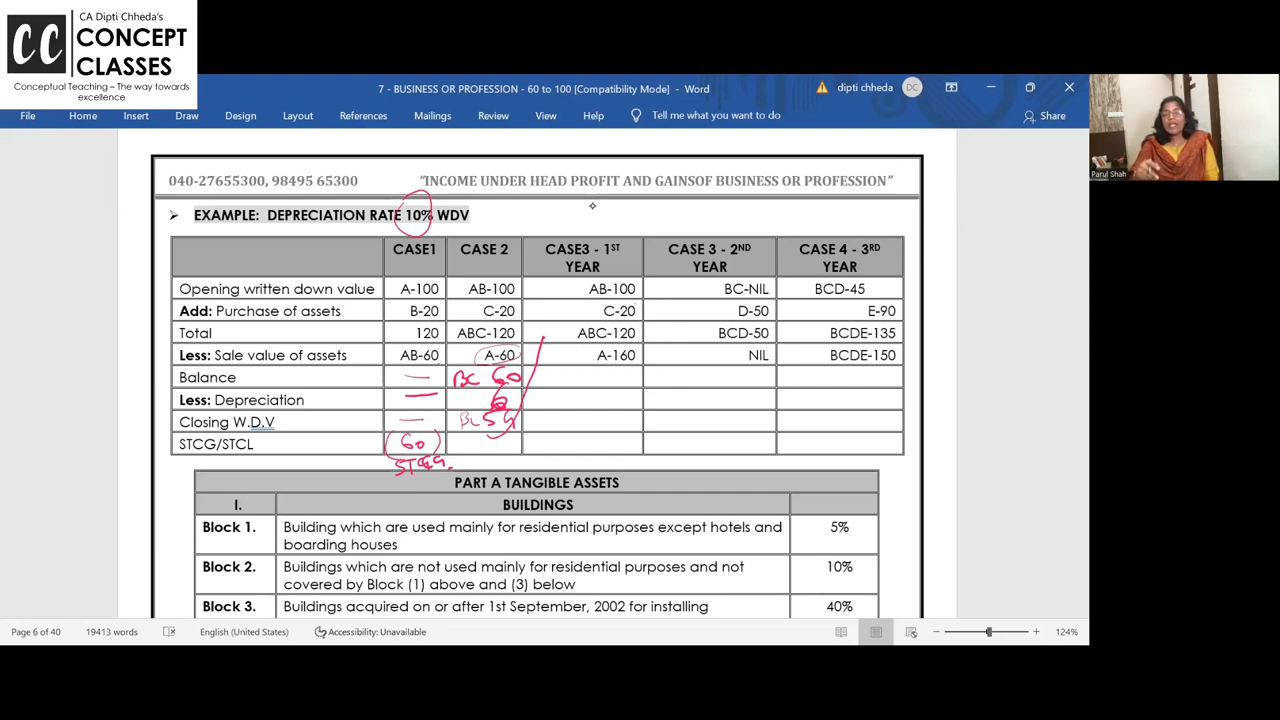 CA Dipti Chheda's
CC CONCEPT
CLASSES
Conceptual Teaching – The way towards
excellence
7 - BUSINESS OR PROFESSION - 60 to 100 [Compatibility Mode] - Word
dipti chheda DC
File Home Insert Draw Design Layout References Mailings Review View Help Tell me what you want to do Share
Parul Shah
040-27655300, 98495 65300 "INCOME UNDER HEAD PROFIT AND GAINSOF BUSINESS OR PROFESSION"
EXAMPLE: DEPRECIATION RATE 10% WDV
CASE1 CASE 2 CASE3 - 1ST YEAR CASE 3 - 2ND YEAR CASE 4 - 3RD YEAR
Opening written down value A-100 AB-100 AB-100 BC-NIL BCD-45
Add: Purchase of assets B-20 C-20 C-20 D-50 E-90
Total 120 ABC-120 ABC-120 BCD-50 BCDE-135
Less: Sale value of assets AB-60 A-60 A-160 NIL BCDE-150
Balance — BC 60
Less: Depreciation — 6
Closing W.D.V — BC 54
STCG/STCL 60
STCG.
PART A TANGIBLE ASSETS
I. BUILDINGS
Block 1. Building which are used mainly for residential purposes except hotels and 5%
boarding houses
Block 2. Buildings which are not used mainly for residential purposes and not 10%
covered by Block (1) above and (3) below
Block 3. Buildings acquired on or after 1st September, 2002 for installing 40%
Page 6 of 40 19413 words English (United States) Accessibility: Unavailable 124%